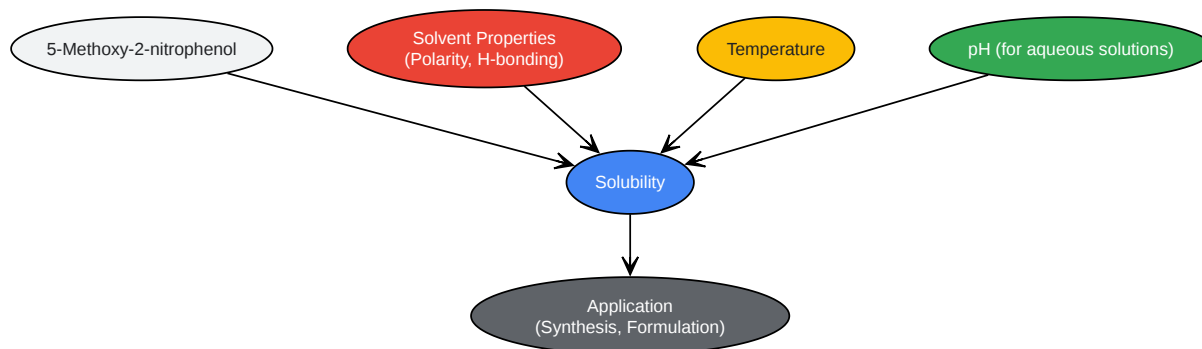 5-Methoxy-2-nitrophenol
Solvent Properties
(Polarity, H-bonding)
Temperature
pH (for aqueous solutions)
Solubility
Application
(Synthesis, Formulation)